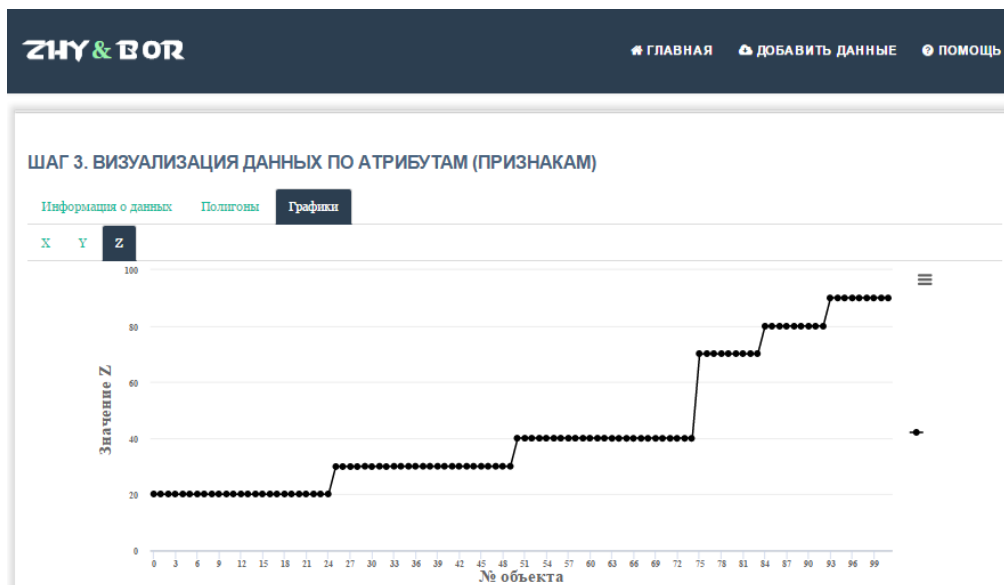 ZHY & BOR
ГЛАВНАЯ ДОБАВИТЬ ДАННЫЕ ПОМОЩЬ
ШАГ 3. ВИЗУАЛИЗАЦИЯ ДАННЫХ ПО АТРИБУТАМ (ПРИЗНАКАМ)
Информация о данных Полигоны Графики
X Y Z
100
80
60
40
20
0
Значение Z
0 3 6 9 12 15 18 21 24 27 30 33 36 39 42 45 48 51 54 57 60 63 66 69 72 75 78 81 84 87 90 93 96 99
№ объекта